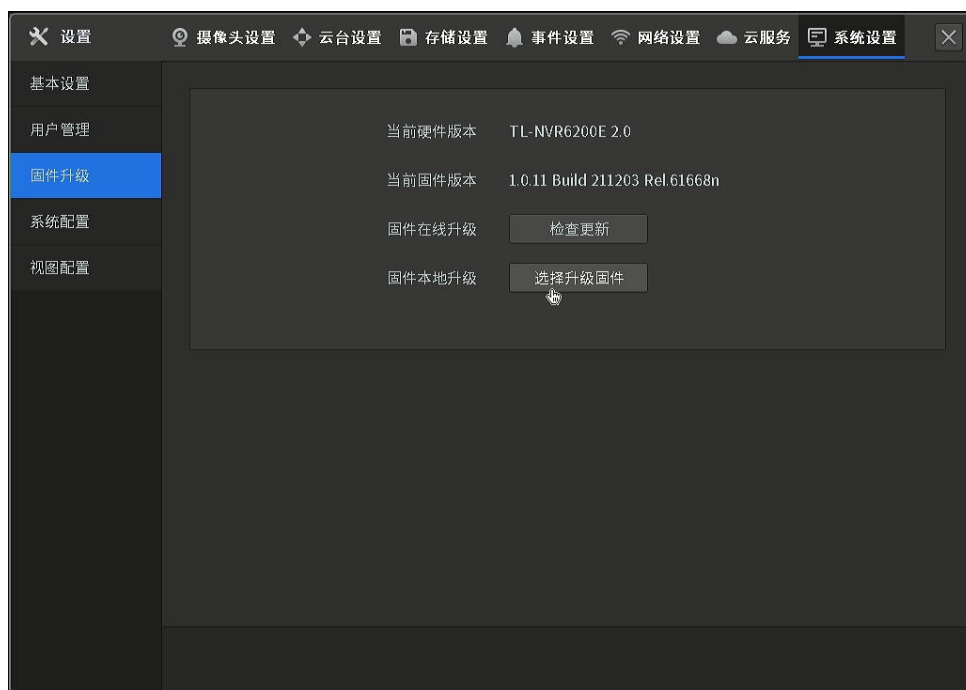 设置 摄像头设置 云台设置 存储设置 事件设置 网络设置 云服务 系统设置
基本设置
用户管理
固件升级
系统配置
视图配置
当前硬件版本 TL-NVR6200E 2.0
当前固件版本 1.0.11 Build 211203 Rel.61668n
固件在线升级 检查更新
固件本地升级 选择升级固件